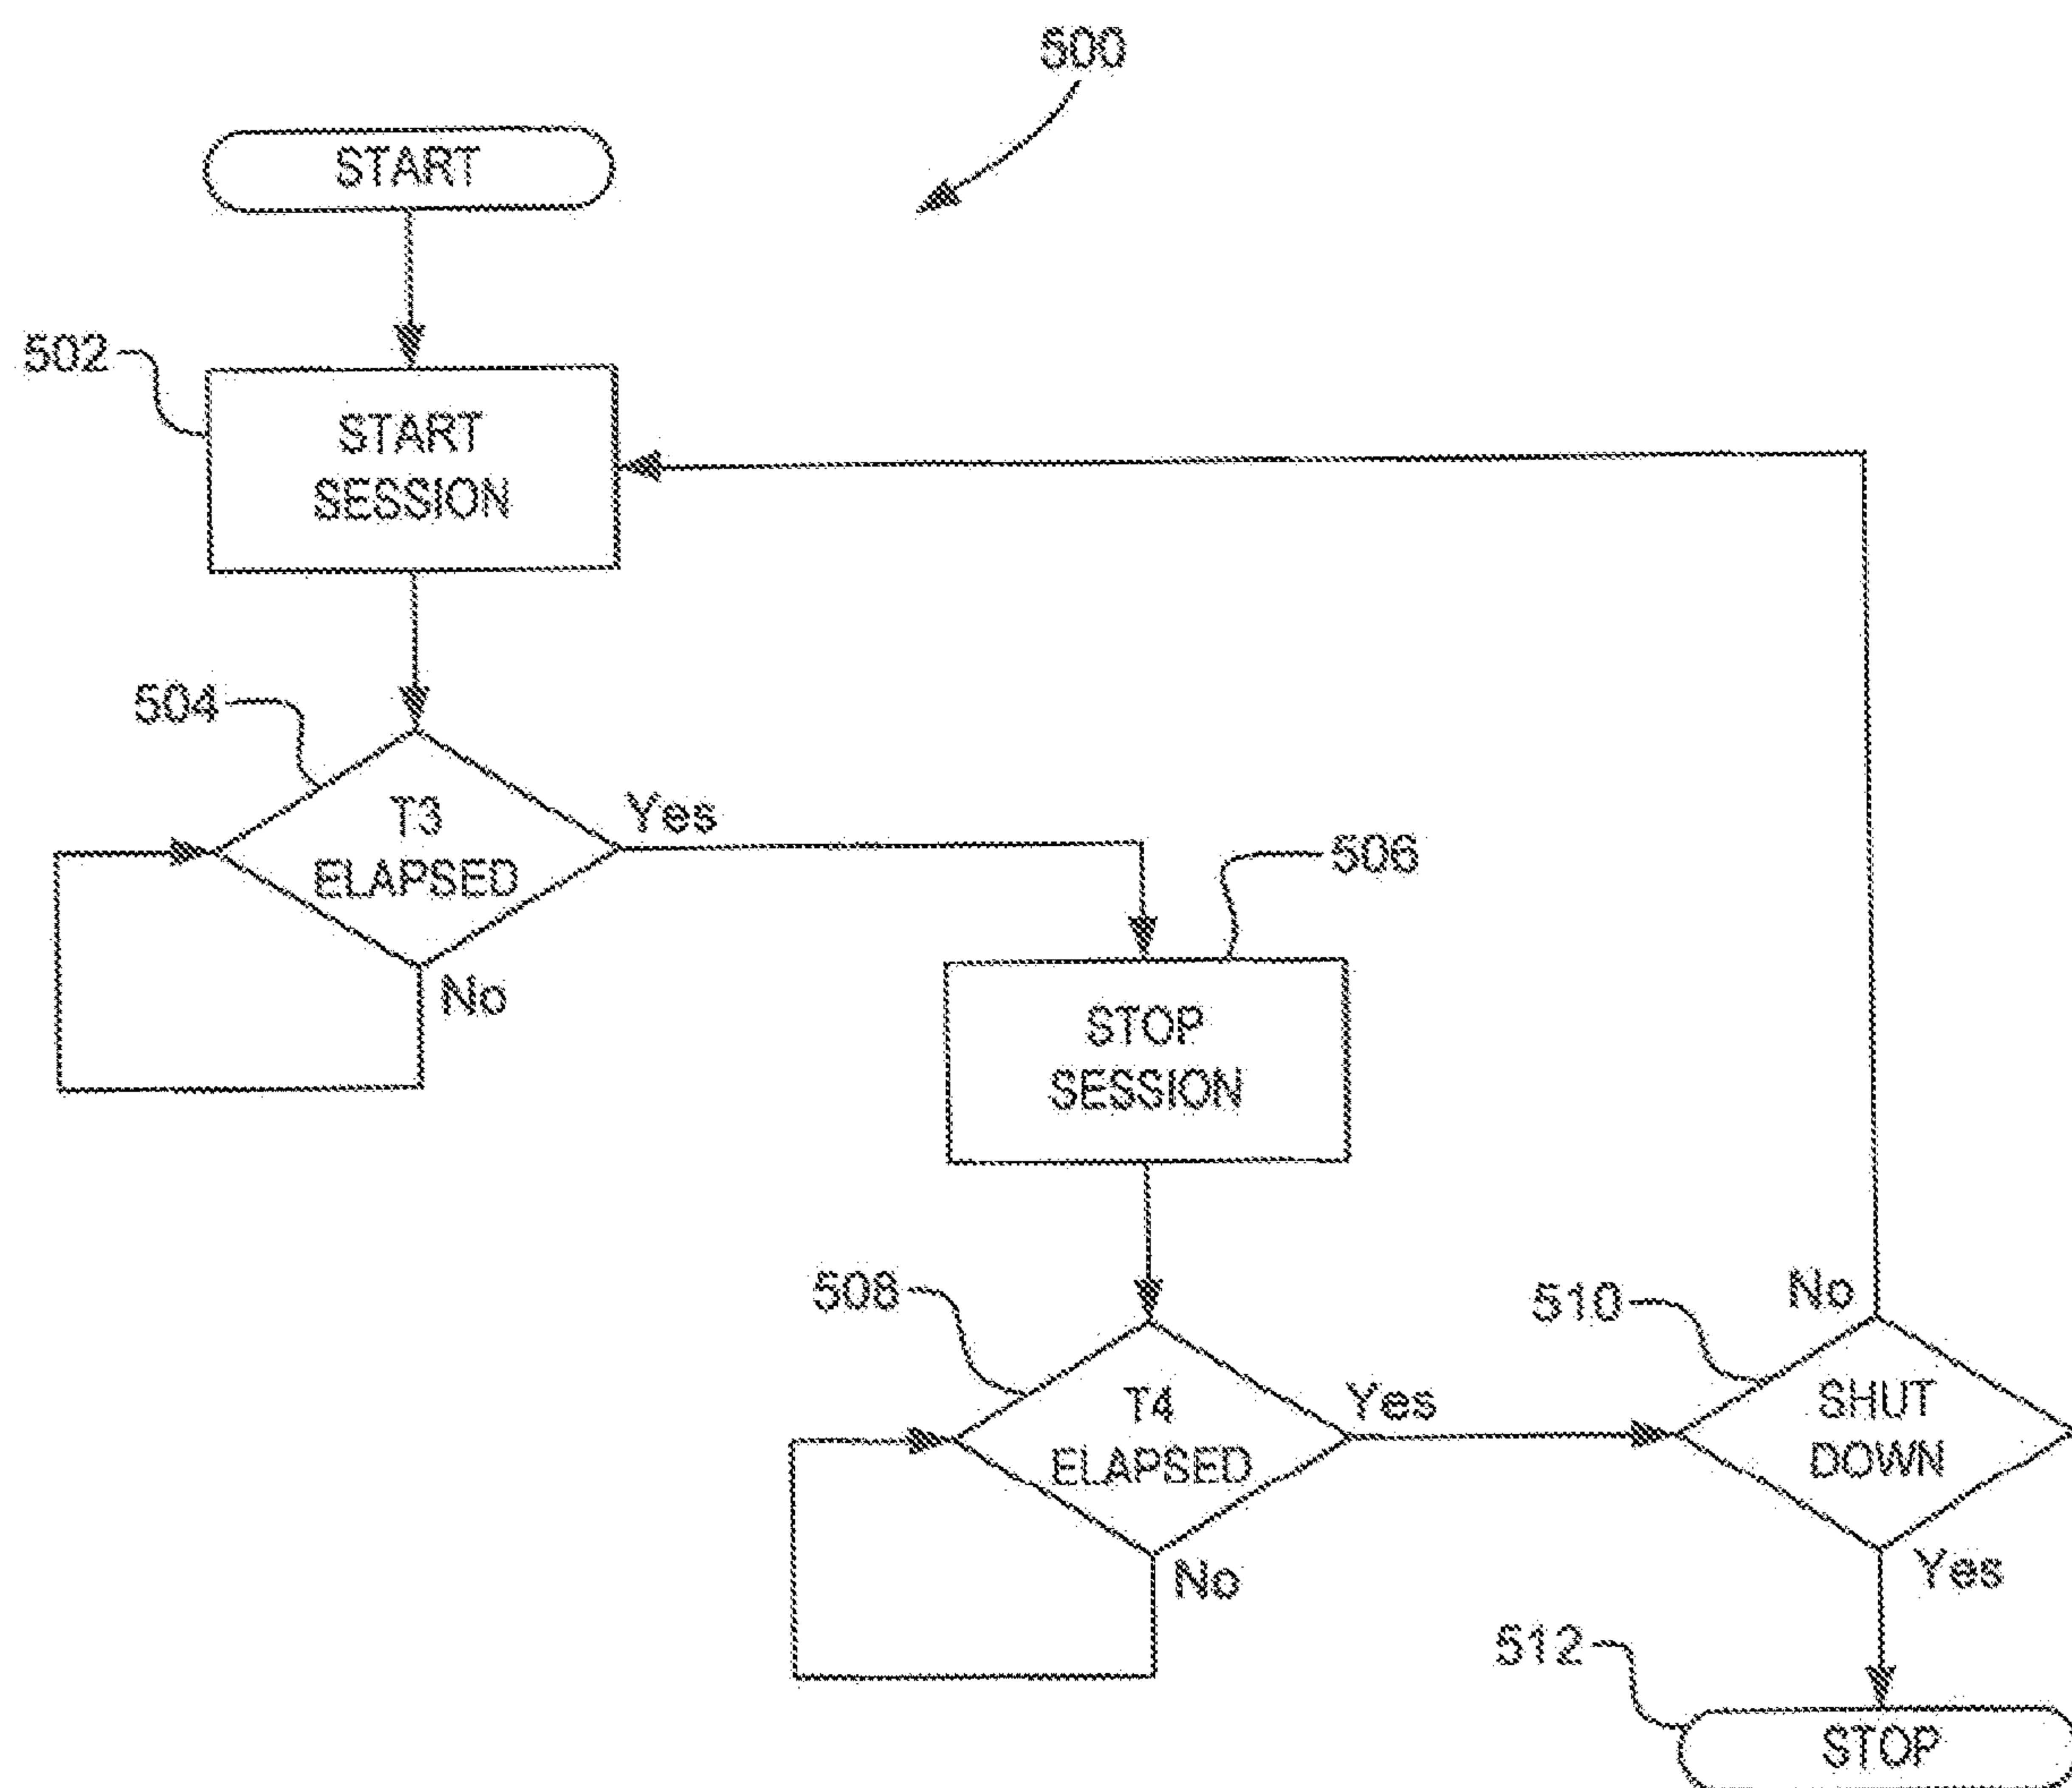 500
START
502
START
SESSION
504
T3
ELAPSED
Yes
No
506
STOP
SESSION
508
T4
ELAPSED
Yes
No
510
No
SHUT
DOWN
Yes
512
STOP